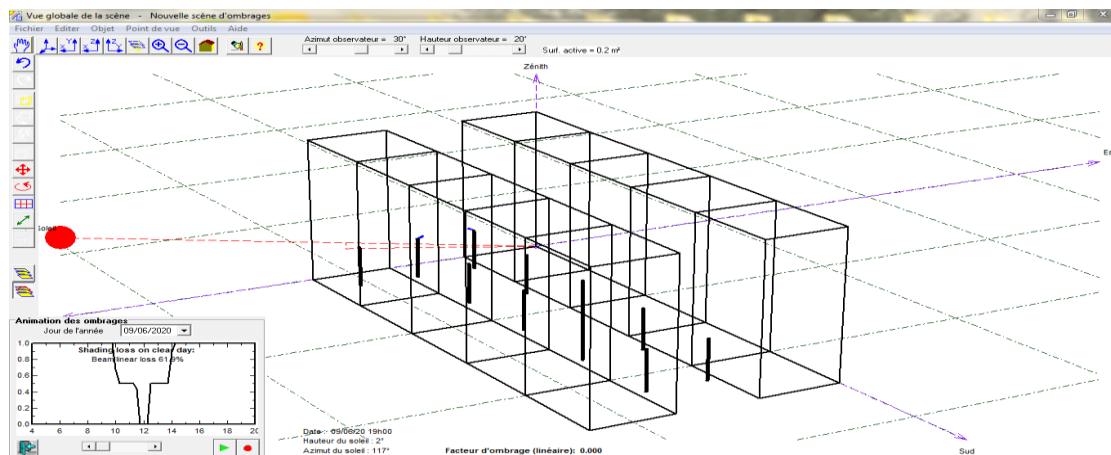 Vue globale de la scène - Nouvelle scène d'ombrages
Fichier Editer Objet Point de vue Outils Aide
Azimut observateur = 30° Hauteur observateur = 20°
Surf. active = 0.2 m²
Zénith
Sud
Animation des ombrages
Jour de l'année 09/06/2020
Shading loss on clear day:
Beam linear loss 61.9%
1.0
0.8
0.6
0.4
0.2
0.0
4 6 8 10 12 14 16 18 20
Date : 09/06/20 19h00
Hauteur du soleil : 2°
Azimut du soleil : 117°
Facteur d'ombrage (linéaire): 0.000